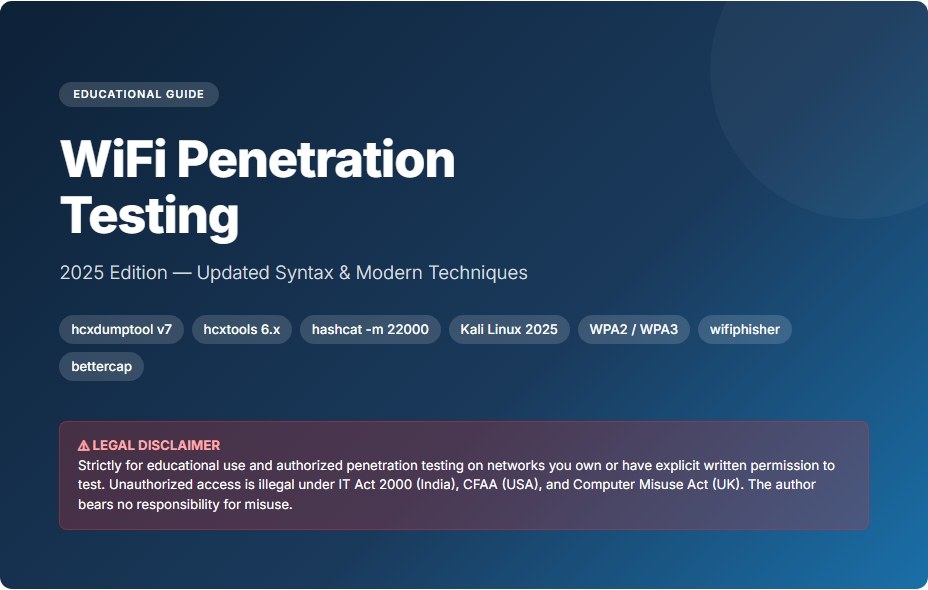 EDUCATIONAL GUIDE
WiFi Penetration
Testing
2025 Edition — Updated Syntax & Modern Techniques
hcxdumptool v7 hcxtools 6.x hashcat -m 22000 Kali Linux 2025 WPA2 / WPA3 wifiphisher
bettercap
⚠ LEGAL DISCLAIMER
Strictly for educational use and authorized penetration testing on networks you own or have explicit written permission to
test. Unauthorized access is illegal under IT Act 2000 (India), CFAA (USA), and Computer Misuse Act (UK). The author
bears no responsibility for misuse.